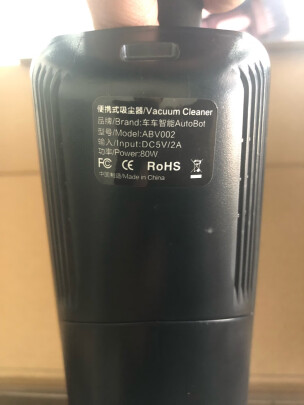 便携式吸尘器/Vacuum Cleaner
品牌/Brand:车车智能AutoBot
型号/Model:ABV002
输入/Input:DC5V/2A
功率/Power:80W
FC CE RoHS
中国制造/Made in China